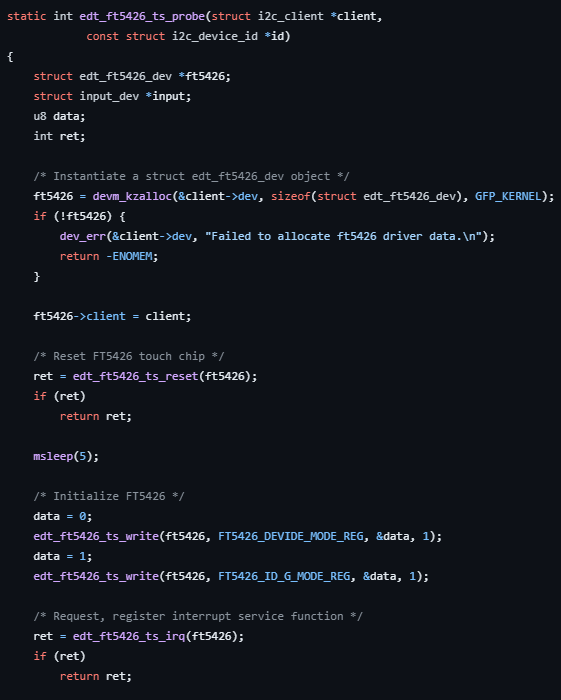 static int edt_ft5426_ts_probe(struct i2c_client *client,
            const struct i2c_device_id *id)
{
    struct edt_ft5426_dev *ft5426;
    struct input_dev *input;
    u8 data;
    int ret;

    /* Instantiate a struct edt_ft5426_dev object */
    ft5426 = devm_kzalloc(&client->dev, sizeof(struct edt_ft5426_dev), GFP_KERNEL);
    if (!ft5426) {
        dev_err(&client->dev, "Failed to allocate ft5426 driver data.\n");
        return -ENOMEM;
    }

    ft5426->client = client;

    /* Reset FT5426 touch chip */
    ret = edt_ft5426_ts_reset(ft5426);
    if (ret)
        return ret;

    msleep(5);

    /* Initialize FT5426 */
    data = 0;
    edt_ft5426_ts_write(ft5426, FT5426_DEVIDE_MODE_REG, &data, 1);
    data = 1;
    edt_ft5426_ts_write(ft5426, FT5426_ID_G_MODE_REG, &data, 1);

    /* Request, register interrupt service function */
    ret = edt_ft5426_ts_irq(ft5426);
    if (ret)
        return ret;